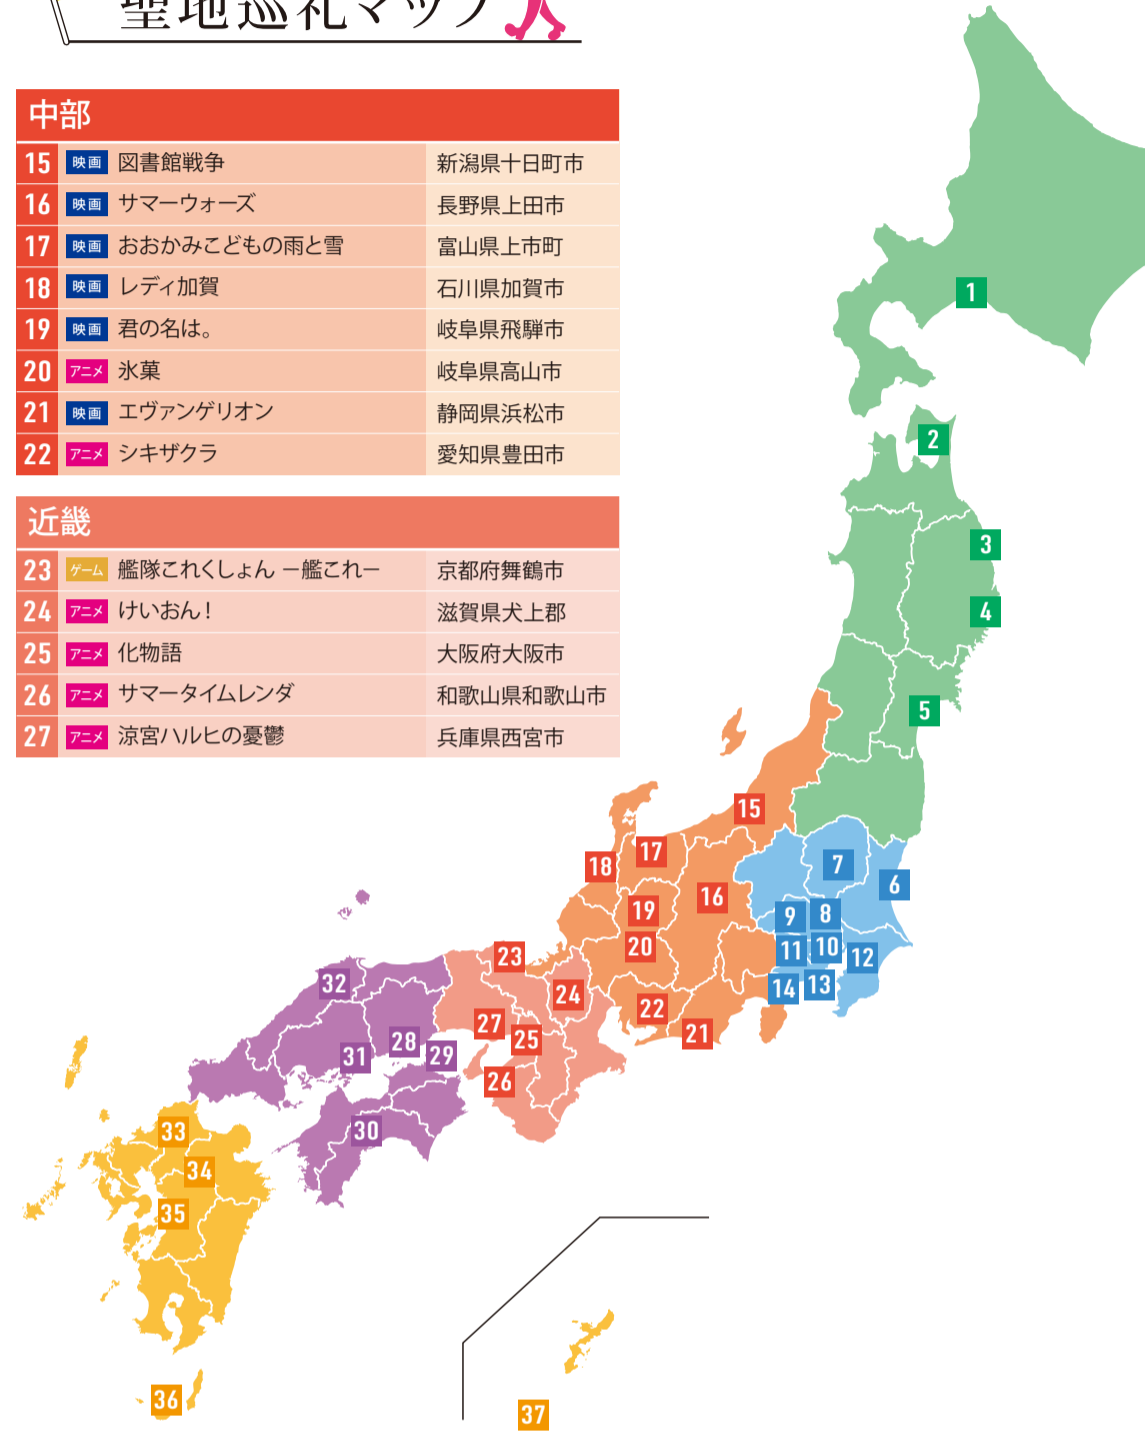 聖地巡礼マップ
中部
15 映画 図書館戦争 新潟県十日町市
16 映画 サマーウォーズ 長野県上田市
17 映画 おおかみこどもの雨と雪 富山県上市町
18 映画 レディ加賀 石川県加賀市
19 映画 君の名は。 岐阜県飛騨市
20 アニメ 氷菓 岐阜県高山市
21 映画 エヴァンゲリオン 静岡県浜松市
22 アニメ シキザクラ 愛知県豊田市
近畿
23 ゲーム 艦隊これくしょん ー艦これー 京都府舞鶴市
24 アニメ けいおん! 滋賀県犬上郡
25 アニメ 化物語 大阪府大阪市
26 アニメ サマータイムレンダ 和歌山県和歌山市
27 アニメ 涼宮ハルヒの憂鬱 兵庫県西宮市
1
2
3
4
5
15
17
18
7
6
16
19
9
8
20
11
10
12
23
32
24
14
13
22
27
21
28
25
31
29
26
33
30
34
35
36
37